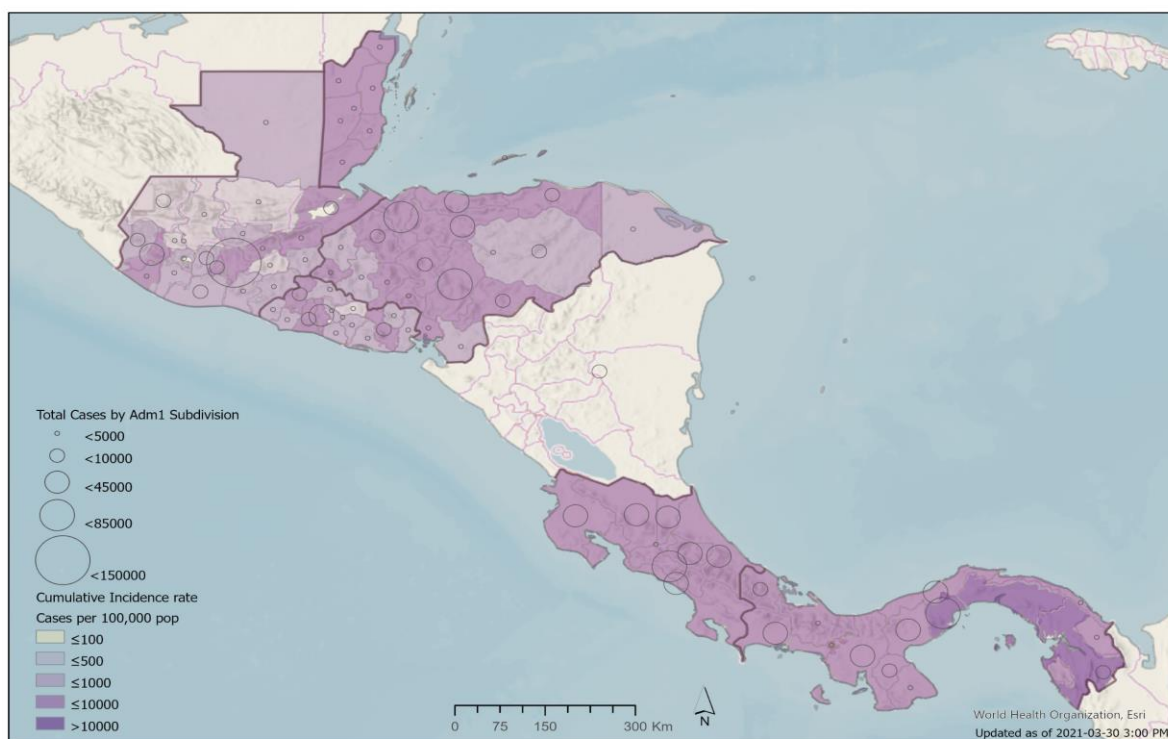 Total Cases by Adm1 Subdivision
<5000
<10000
<45000
<85000
<150000
Cumulative Incidence rate
Cases per 100,000 pop
≤100
≤500
≤1000
≤10000
>10000
0 75 150 300 Km
N
World Health Organization, Esri
Updated as of 2021-03-30 3:00 PM